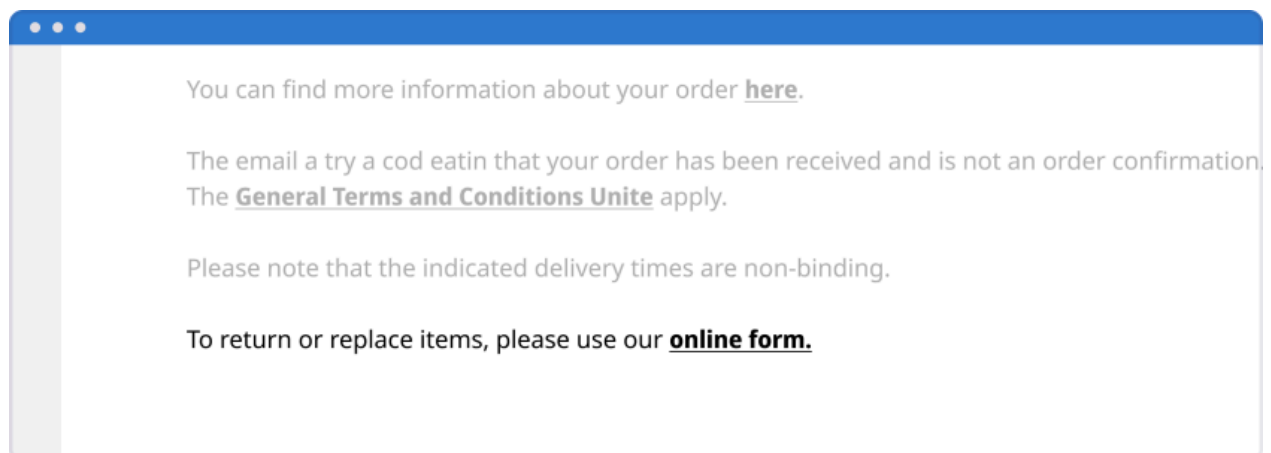 You can find more information about your order here.
The email a try a cod eatin that your order has been received and is not an order confirmation.
The General Terms and Conditions Unite apply.
Please note that the indicated delivery times are non-binding.
To return or replace items, please use our online form.